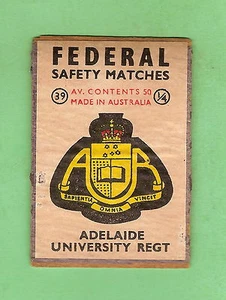 FEDERAL
SAFETY MATCHES
39 AV. CONTENTS 50 1/4
MADE IN AUSTRALIA
A R
SAPIENTIA OMNIA VINCIT
ADELAIDE
UNIVERSITY REGT